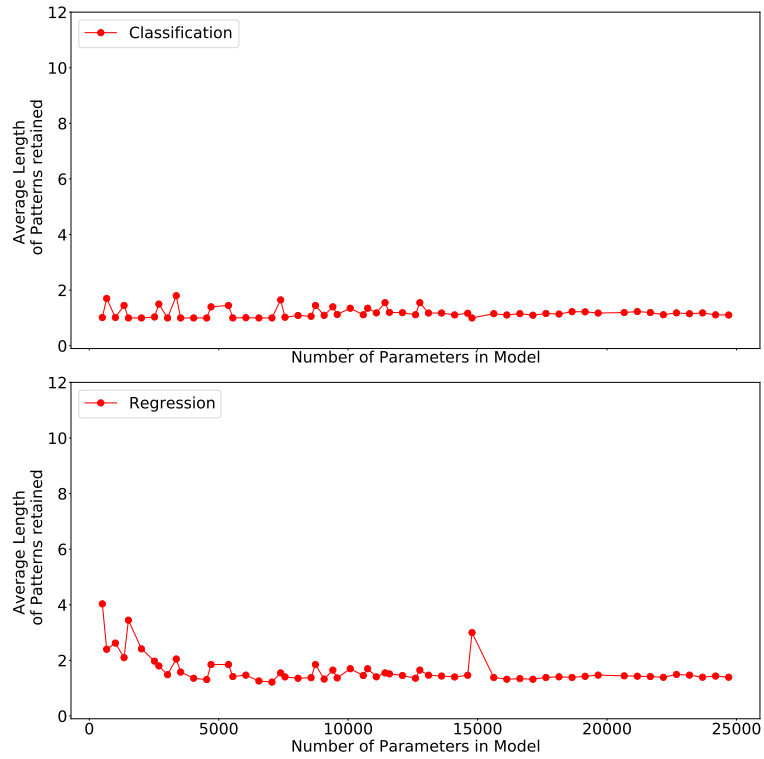 12
10
8
6
4
2
0
Average Length
of Patterns retained
Classification
Number of Parameters in Model
12
10
8
6
4
2
0
Average Length
of Patterns retained
Regression
0 5000 10000 15000 20000 25000
Number of Parameters in Model